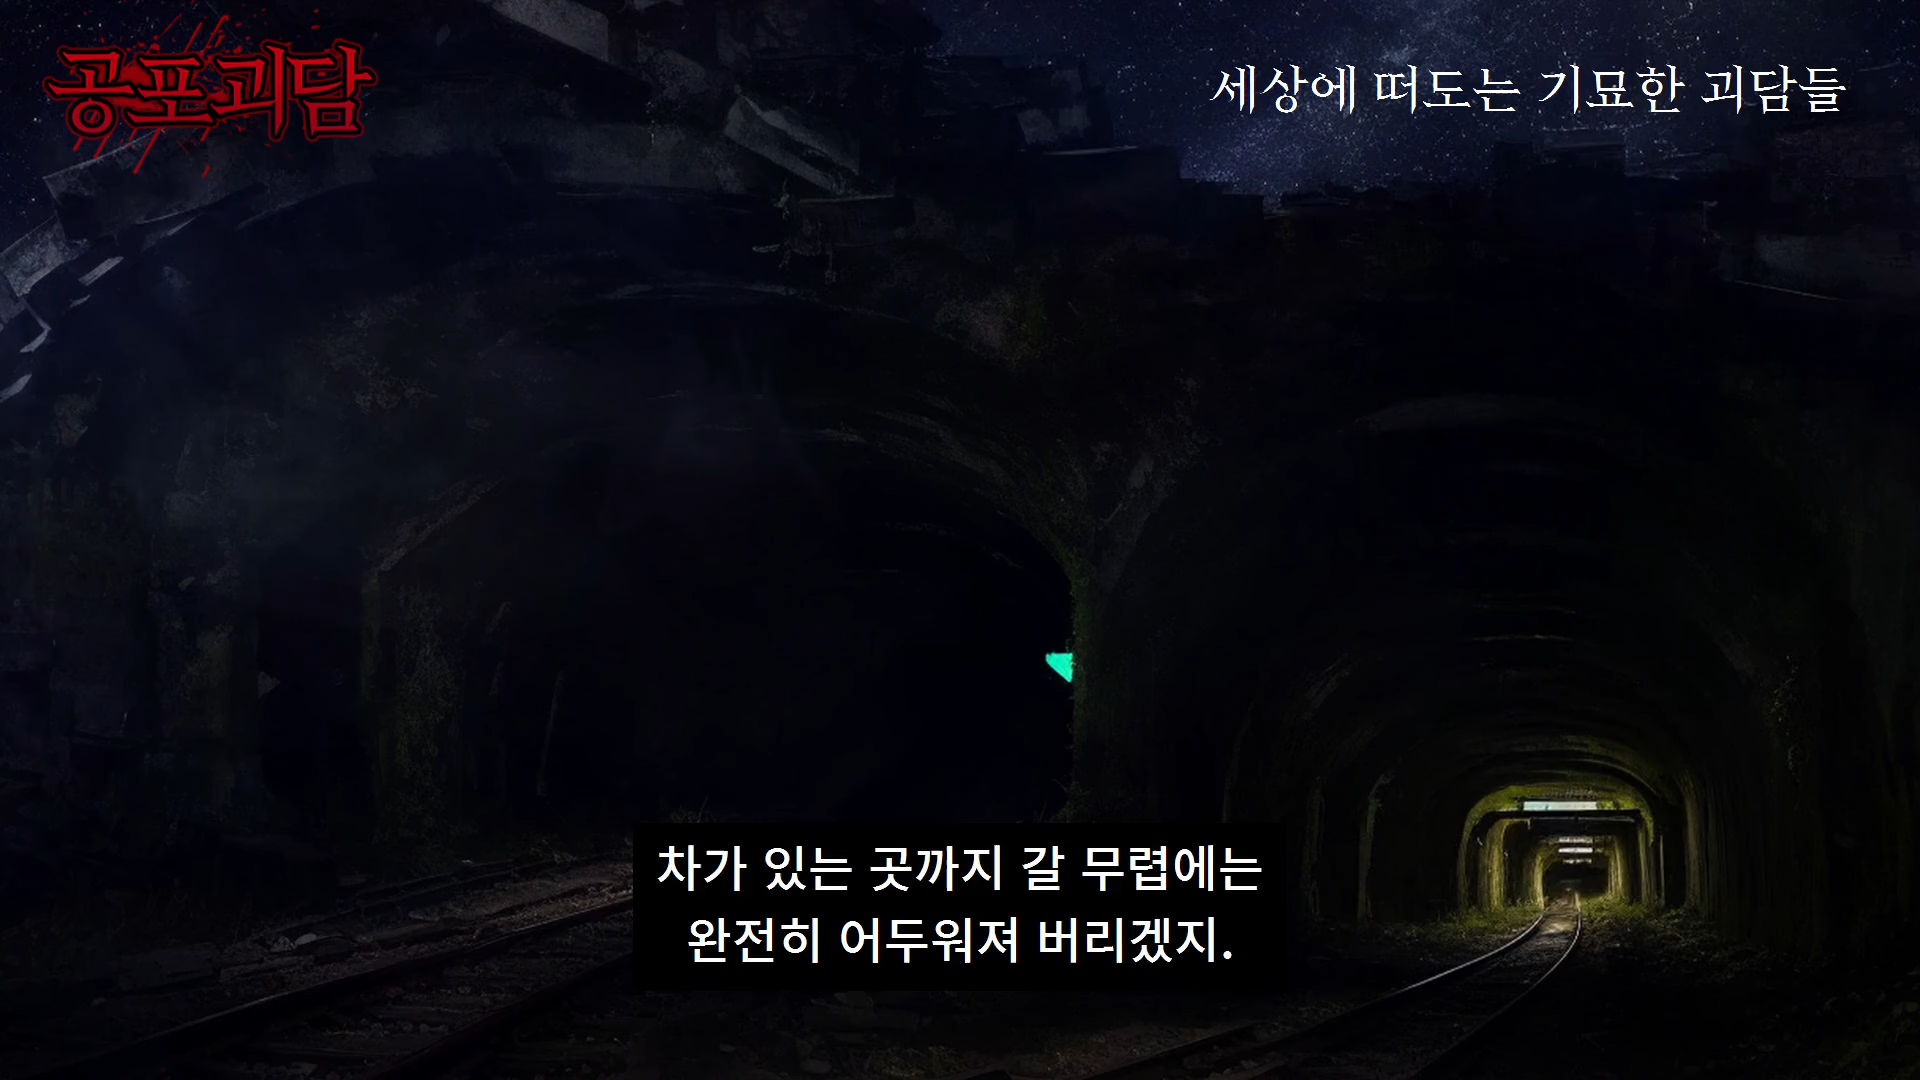 공포괴담
세상에 떠도는 기묘한 괴담들
차가 있는 곳까지 갈 무렵에는
완전히 어두워져 버리겠지.